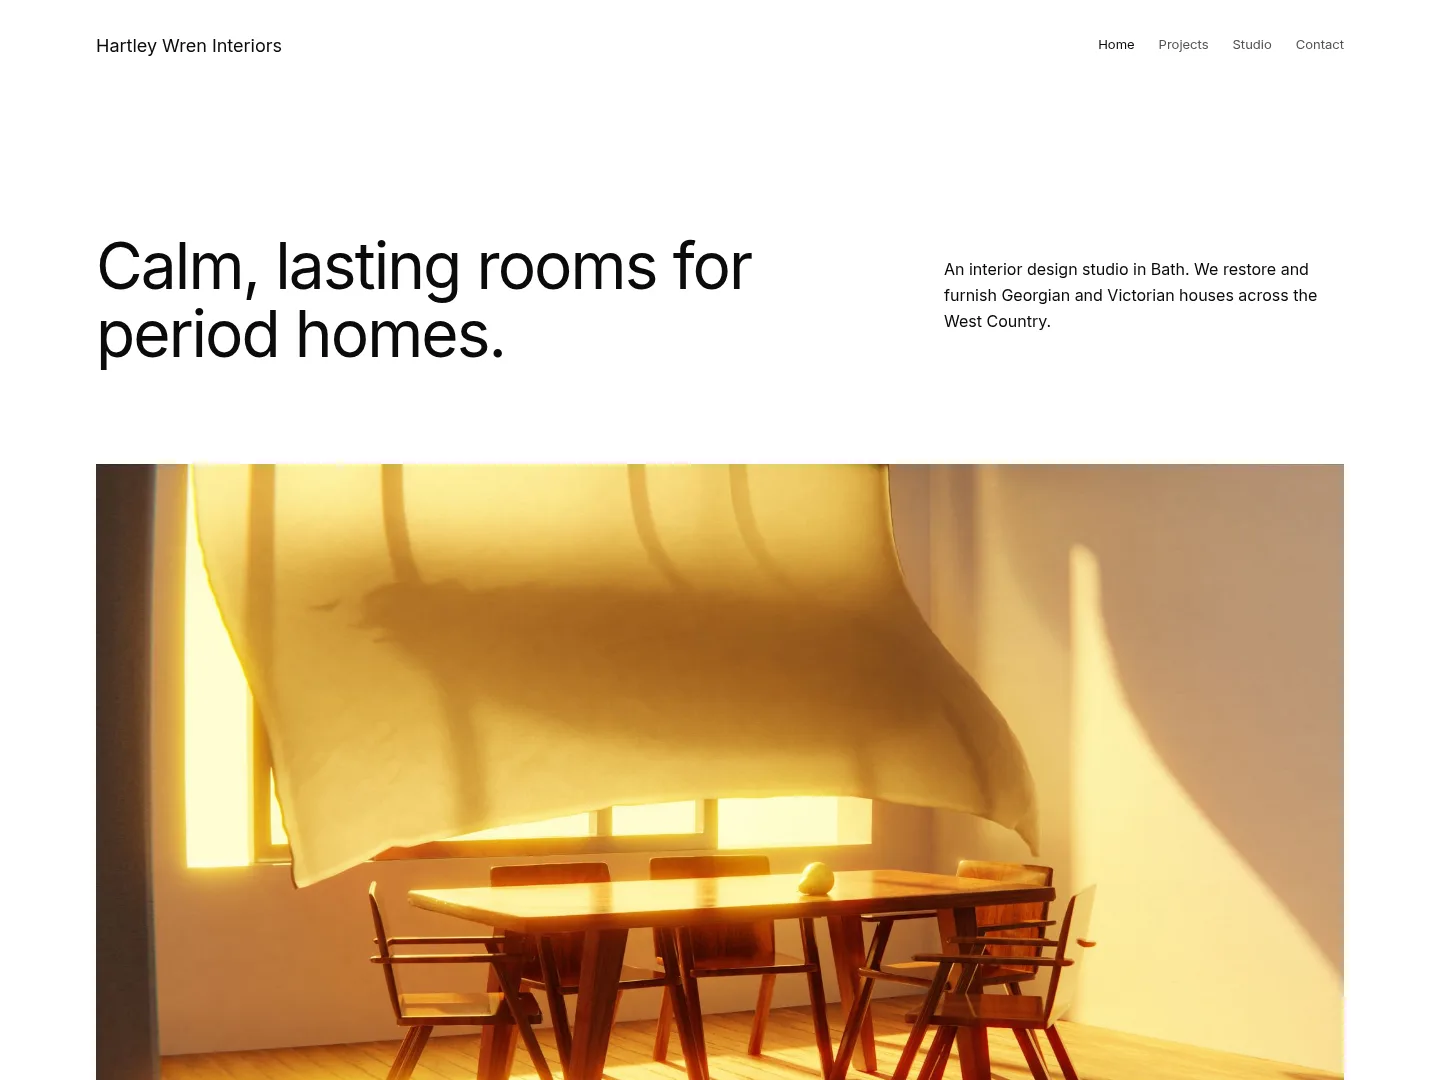 Hartley Wren Interiors
Home Projects Studio Contact
Calm, lasting rooms for
period homes.
An interior design studio in Bath. We restore and
furnish Georgian and Victorian houses across the
West Country.